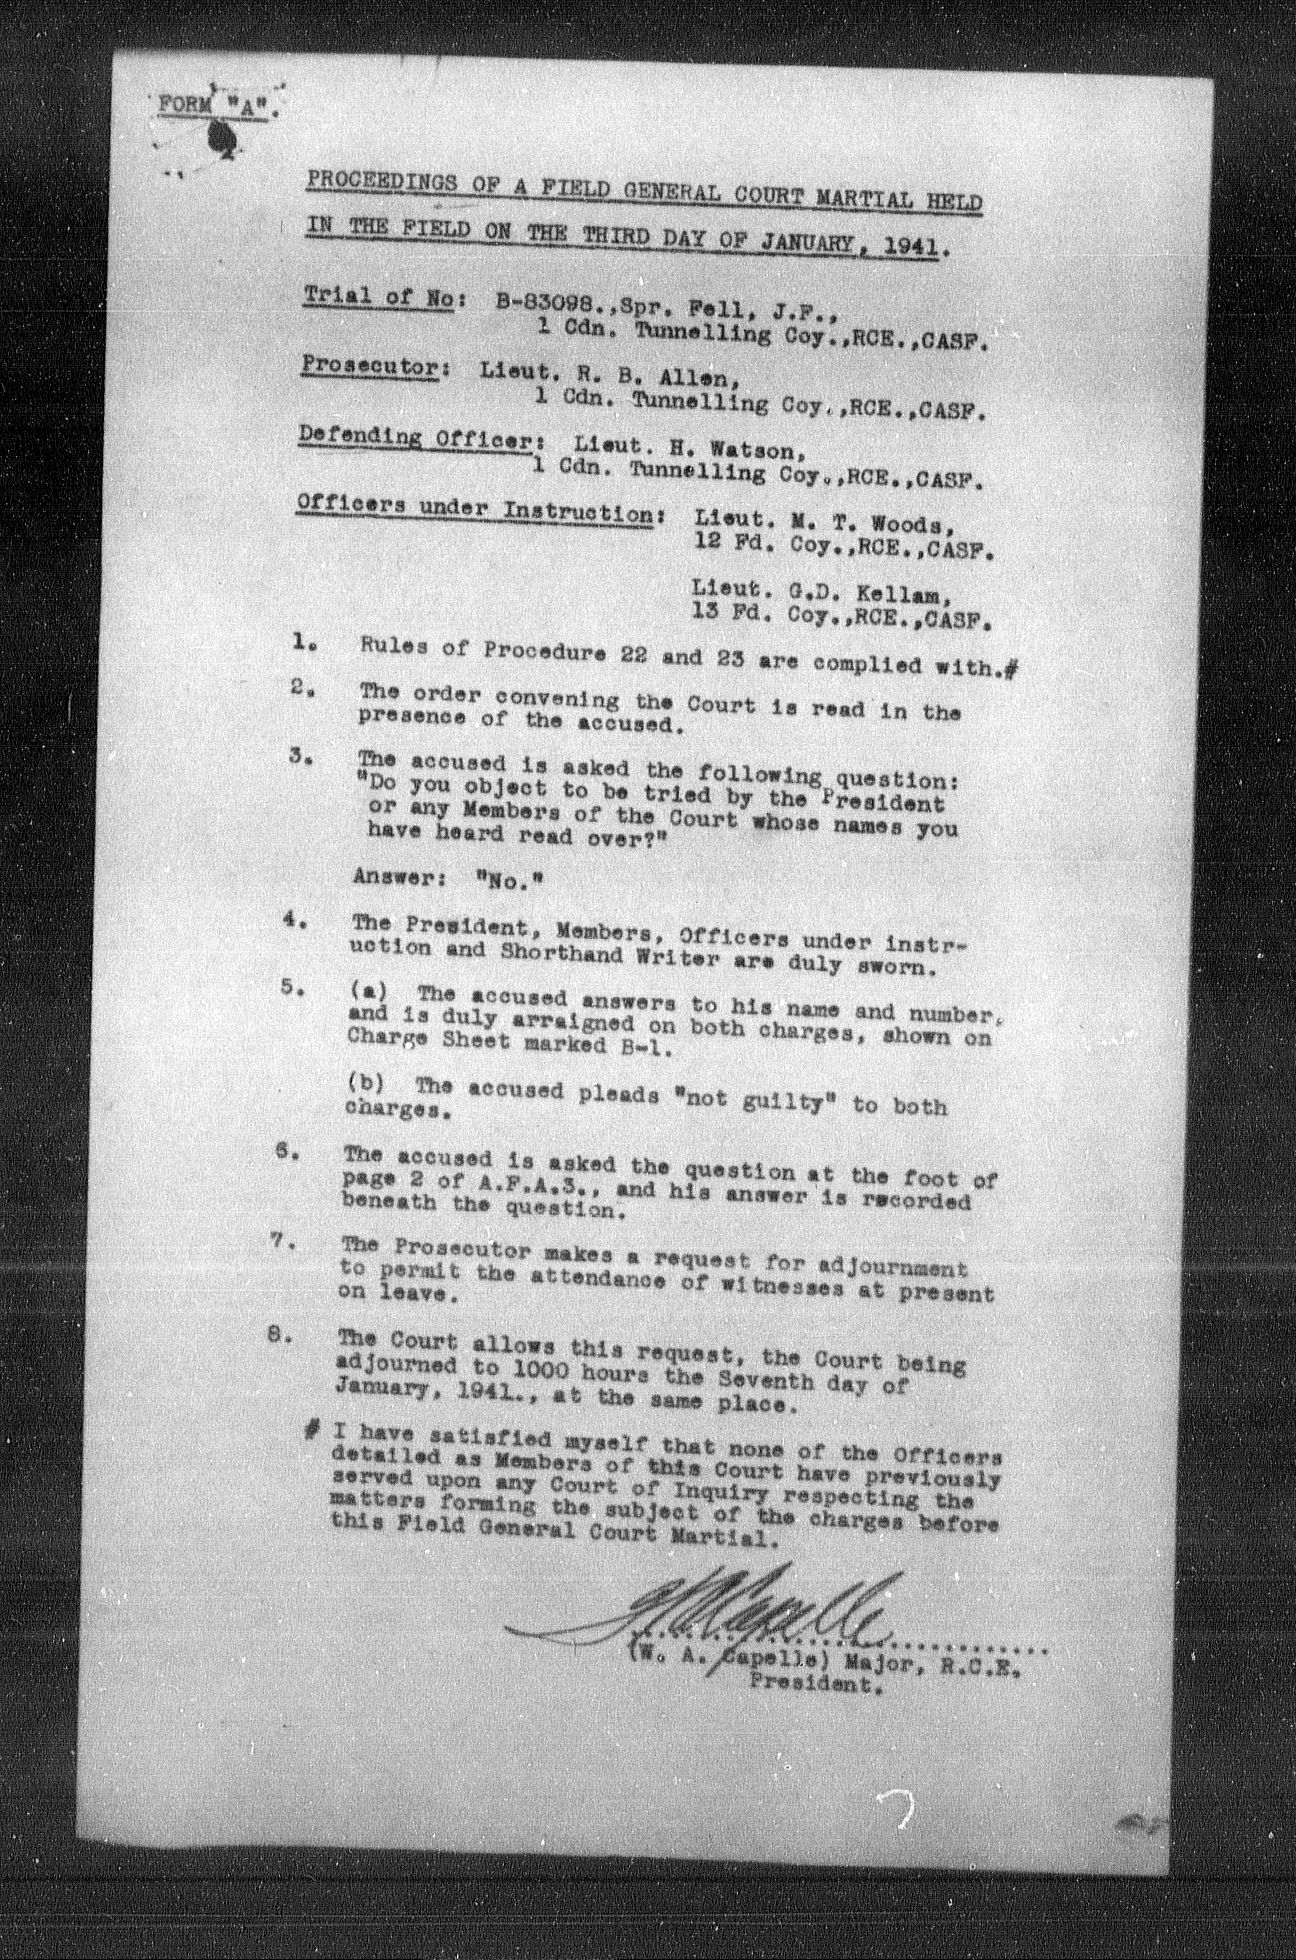 FORM "A".
2
PROCEEDINGS OF A FIELD GENERAL COURT MARTIAL HELD
IN THE FIELD ON THE THIRD DAY OF JANUARY, 1941.
Trial of No: B-83098.,Spr. Fell, J.F.,
1 Cdn. Tunnelling Coy.,RCE.,CASF.
Prosecutor: Lieut. R. B. Allen,
1 Cdn. Tunnelling Coy.,RCE.,CASF.
Defending Officer: Lieut. H. Watson,
1 Cdn. Tunnelling Coy.,RCE.,CASF.
Officers under Instruction: Lieut. M. T. Woods,
12 Fd. Coy.,RCE.,CASF.
Lieut. G.D. Kellam,
13 Fd. Coy.,RCE.,CASF.
1. Rules of Procedure 22 and 23 are complied with.#
2. The order convening the Court is read in the
presence of the accused.
3. The accused is asked the following question:
"Do you object to be tried by the President
or any Members of the Court whose names you
have heard read over?"
Answer: "No."
4. The President, Members, Officers under instr-
uction and Shorthand Writer are duly sworn.
5. (a) The accused answers to his name and number,
and is duly arraigned on both charges, shown on
Charge Sheet marked B-1.
(b) The accused pleads "not guilty" to both
charges.
6. The accused is asked the question at the foot of
page 2 of A.F.A.3., and his answer is recorded
beneath the question.
7. The Prosecutor makes a request for adjournment
to permit the attendance of witnesses at present
on leave.
8. The Court allows this request, the Court being
adjourned to 1000 hours the Seventh day of
January, 1941., at the same place.
# I have satisfied myself that none of the Officers
detailed as Members of this Court have previously
served upon any Court of Inquiry respecting the
matters forming the subject of the charges before
this Field General Court Martial.
WACapelle
(W. A. Capelle) Major, R.C.E.
President.